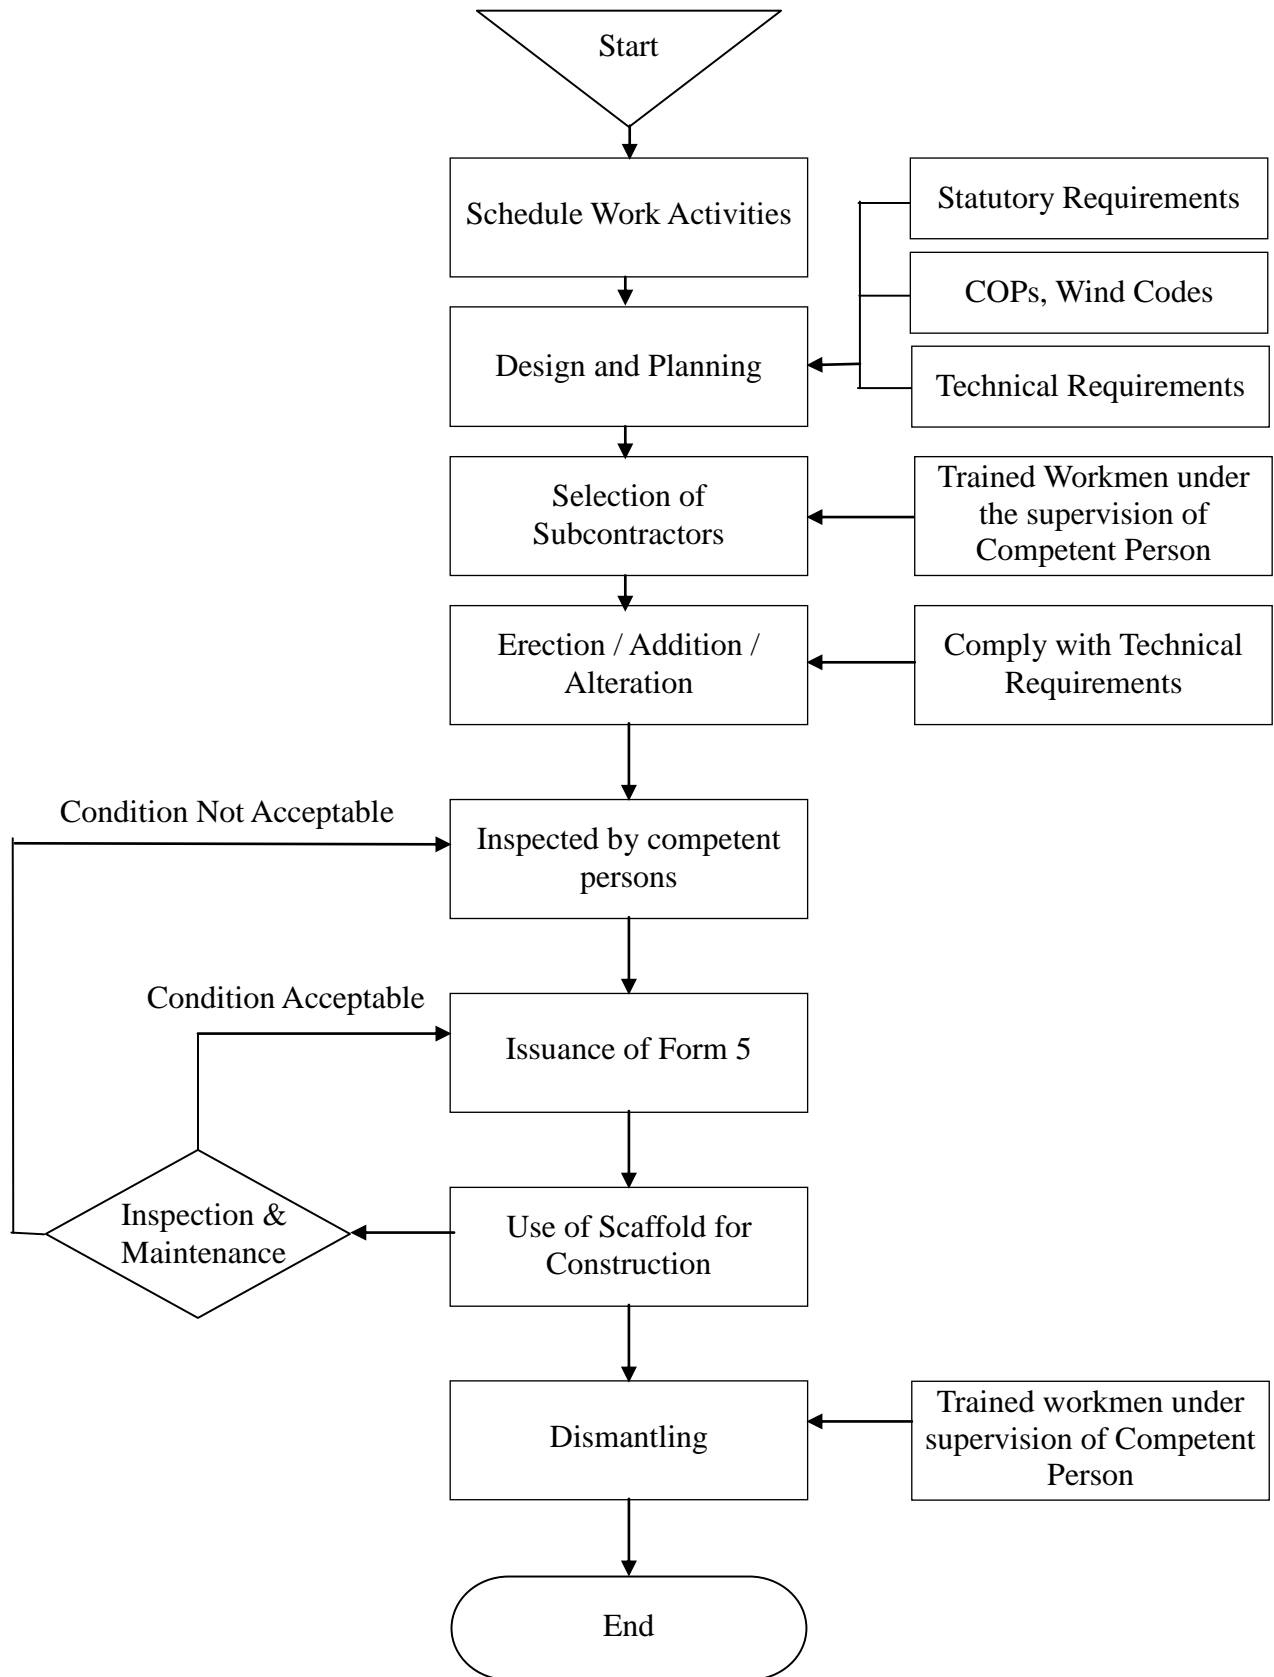 Start
Schedule Work Activities
Statutory Requirements
COPs, Wind Codes
Design and Planning
Technical Requirements
Selection of
Subcontractors
Trained Workmen under
the supervision of
Competent Person
Erection / Addition /
Alteration
Comply with Technical
Requirements
Condition Not Acceptable
Inspected by competent
persons
Condition Acceptable
Issuance of Form 5
Inspection &
Maintenance
Use of Scaffold for
Construction
Dismantling
Trained workmen under
supervision of Competent
Person
End